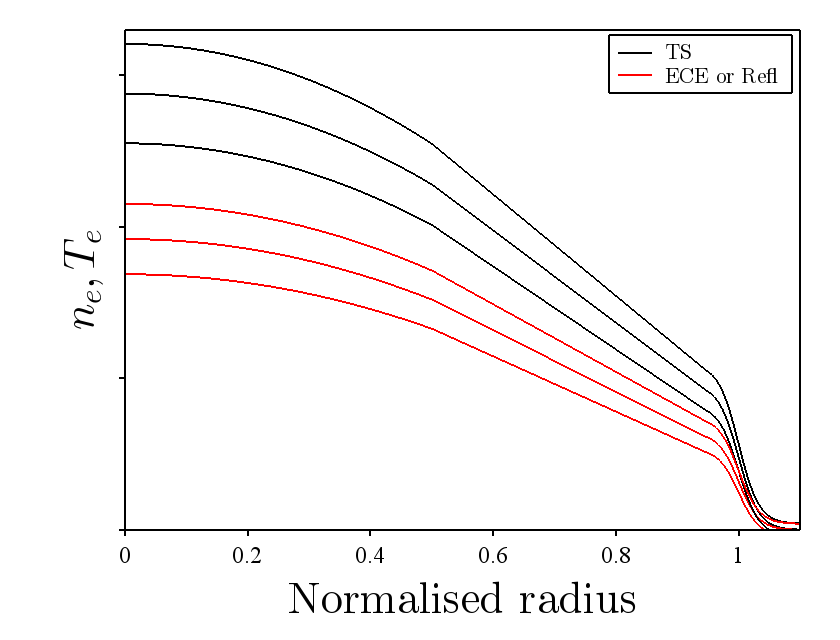 TS
ECE or Refl
n_e, T_e
0
0.2
0.4
0.6
0.8
1
Normalised radius